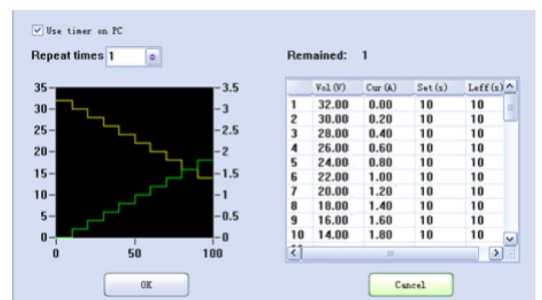 Use timer on PC
Repeat times 1
Remained: 1
35 3.5
30 3
25 2.5
20 2
15 1.5
10 1
5 0.5
0 0
0 50 100
Vol(V) Cur(A) Set(s) Leff(s)
1 32.00 0.00 10 10
2 30.00 0.20 10 10
3 28.00 0.40 10 10
4 26.00 0.60 10 10
5 24.00 0.80 10 10
6 22.00 1.00 10 10
7 20.00 1.20 10 10
8 18.00 1.40 10 10
9 16.00 1.60 10 10
10 14.00 1.80 10 10
OK
Cancel